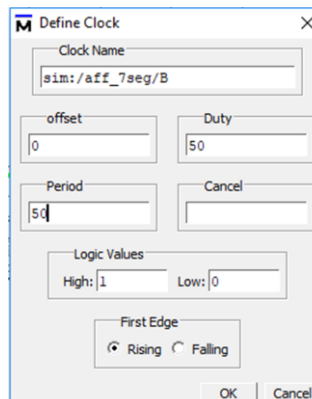 Define Clock
Clock Name
sim:/aff_7seg/B
offset
Duty
0
50
Period
Cancel
50
Logic Values
High: 1 Low: 0
First Edge
Rising Falling
OK Cancel